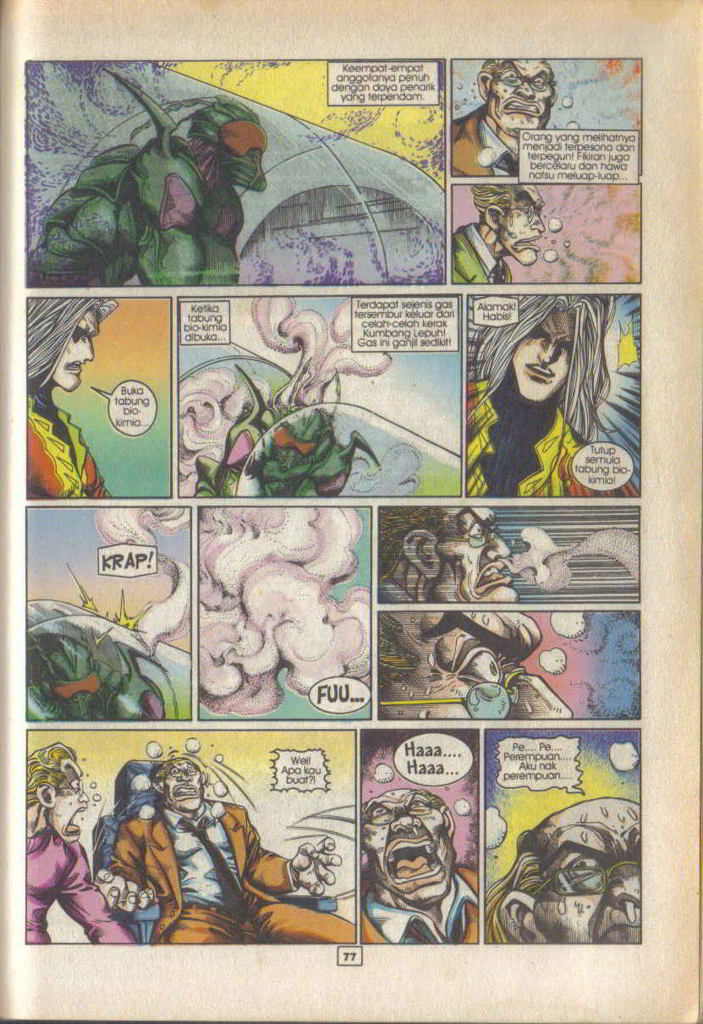 Keempat-empat
anggotanya penuh
dengan daya penarik
yang terpendam.
Orang yang melihatnya
menjadi terpesona dan
terpegun! Fikiran juga
bercelaru dan hawa
nafsu meluap-luap...
Buka
tabung
bio-
kimia...
Ketika
tabung
bio-kimia
dibuka...
Terdapat sejenis gas
tersembur keluar dari
celah-celah kerak
Kumbang Lepuh!
Gas ini ganjil sedikit!
Alamak!
Habis!
Tutup
semula
tabung bio-
kimia!
KRAP!
FUU...
Wei!
Apa kau
buat?!
Haaa....
Haaa...
Pe.... Pe....
Perempuan....
Aku nak
perempuan....
77